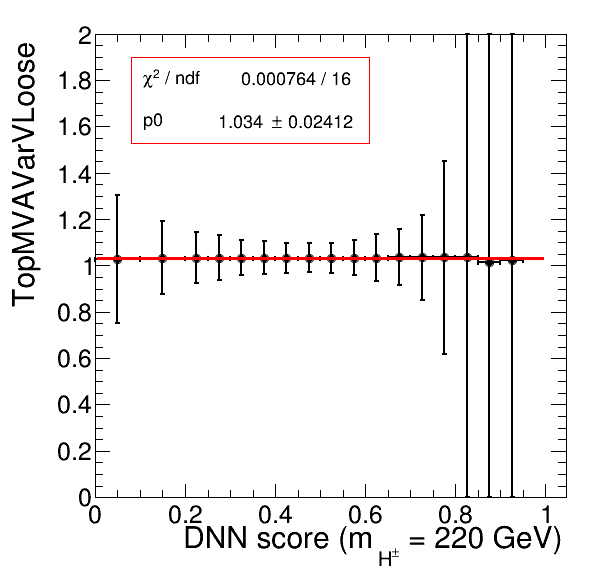 TopMVAVarVLoose
2
1.8
1.6
1.4
1.2
1
0.8
0.6
0.4
0.2
0
χ² / ndf 0.000764 / 16
p0 1.034 ± 0.02412
0 0.2 0.4 0.6 0.8 1
DNN score (m_H± = 220 GeV)